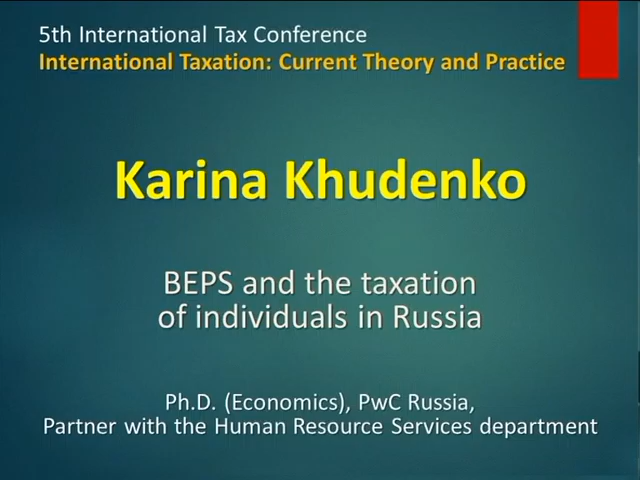 5th International Tax Conference
International Taxation: Current Theory and Practice
Karina Khudenko
BEPS and the taxation
of individuals in Russia
Ph.D. (Economics), PwC Russia,
Partner with the Human Resource Services department